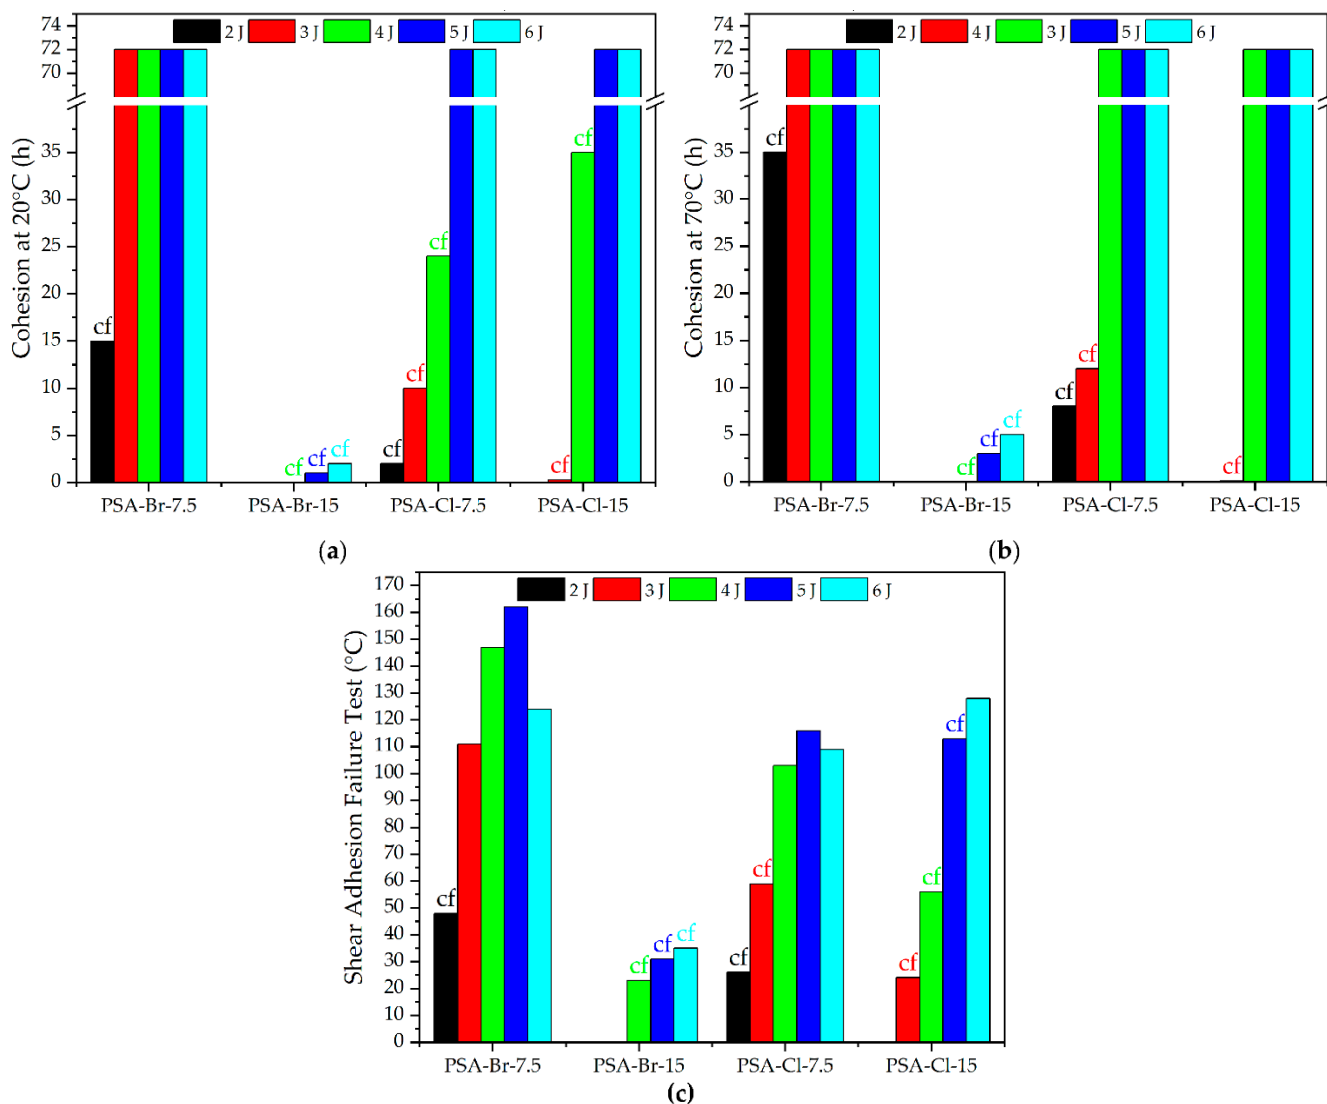 2 J 3 J 4 J 5 J 6 J
74
72
70
35
30
25
20
15
10
5
0
Cohesion at 20°C (h)
cf
cf
cf
cf
cf
cf
cf
cf
cf
PSA-Br-7.5 PSA-Br-15 PSA-Cl-7.5 PSA-Cl-15
(a)
2 J 4 J 3 J 5 J 6 J
74
72
70
35
30
25
20
15
10
5
0
Cohesion at 70°C (h)
cf
cf
cf
cf
cf
cf
cf
PSA-Br-7.5 PSA-Br-15 PSA-Cl-7.5 PSA-Cl-15
(b)
2 J 3 J 4 J 5 J 6 J
170
160
150
140
130
120
110
100
90
80
70
60
50
40
30
20
10
0
Shear Adhesion Failure Test (°C)
cf
cf
cf
cf
cf
cf
cf
cf
cf
PSA-Br-7.5 PSA-Br-15 PSA-Cl-7.5 PSA-Cl-15
(c)